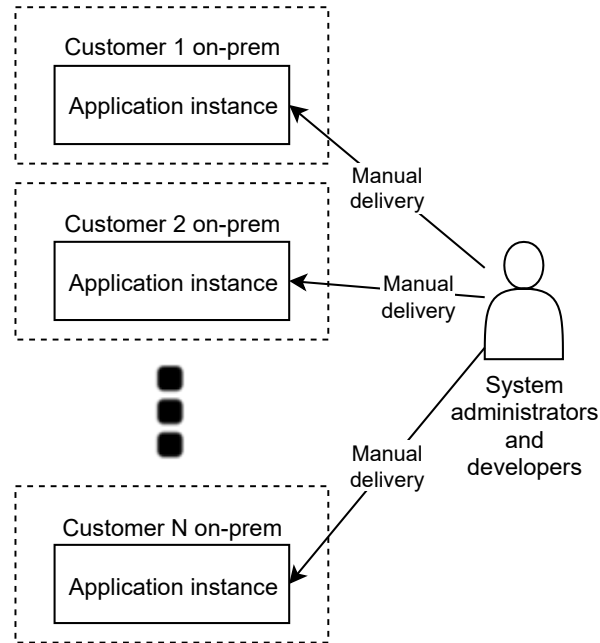 Customer 1 on-prem
Application instance
Manual
delivery
Customer 2 on-prem
Application instance
Manual
delivery
System
administrators
and
developers
Manual
delivery
Customer N on-prem
Application instance